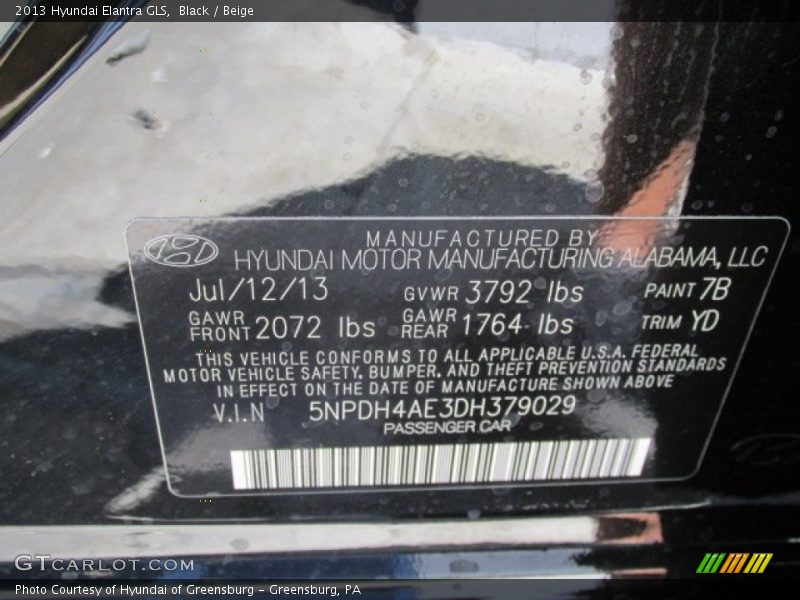 2013 Hyundai Elantra GLS, Black / Beige
MANUFACTURED BY
HYUNDAI MOTOR MANUFACTURING ALABAMA, LLC
Jul/12/13 GVWR 3792 lbs PAINT 7B
GAWR FRONT 2072 lbs GAWR REAR 1764 lbs TRIM YD
THIS VEHICLE CONFORMS TO ALL APPLICABLE U.S.A. FEDERAL
MOTOR VEHICLE SAFETY, BUMPER, AND THEFT PREVENTION STANDARDS
IN EFFECT ON THE DATE OF MANUFACTURE SHOWN ABOVE
V.I.N 5NPDH4AE3DH379029
PASSENGER CAR
GTCARLOT.COM
Photo Courtesy of Hyundai of Greensburg - Greensburg, PA